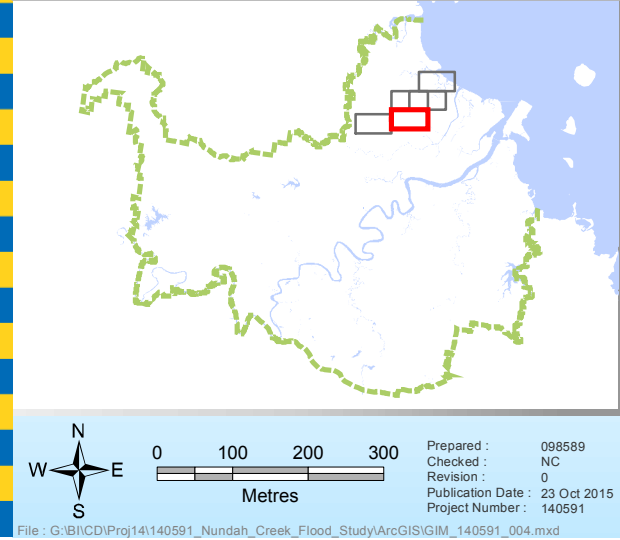 N
W E
S
0 100 200 300
Metres
Prepared : 098589
Checked : NC
Revision : 0
Publication Date : 23 Oct 2015
Project Number : 140591
File : G:\BI\CD\Proj14\140591_Nundah_Creek_Flood_Study\ArcGIS\GIM_140591_004.mxd